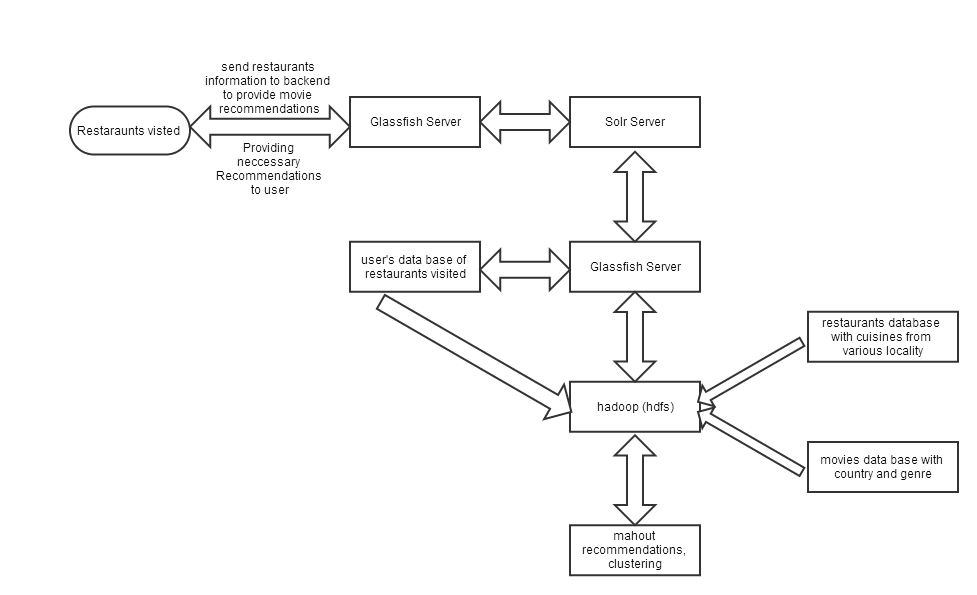 send restaurants
information to backend
to provide movie
recommendations
Restaraunts visted
Glassfish Server
Solr Server
Providing
neccessary
Recommendations
to user
user's data base of
restaurants visited
Glassfish Server
restaurants database
with cuisines from
various locality
hadoop (hdfs)
movies data base with
country and genre
mahout
recommendations,
clustering